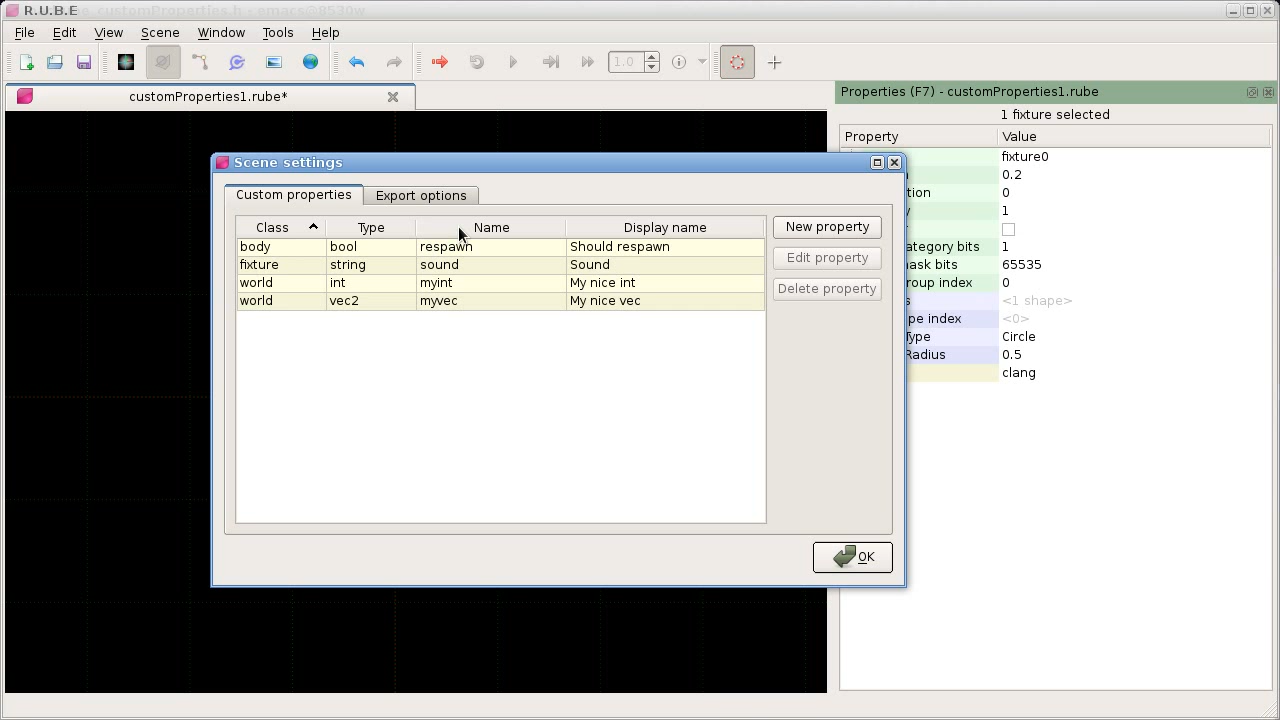 R.U.B.E
customProperties.h - emacs@8530w
File Edit View Scene Window Tools Help
1.0
customProperties1.rube*
Properties (F7) - customProperties1.rube
1 fixture selected
Property Value
fixture0
0.2
tion 0
y 1
ategory bits 1
ask bits 65535
roup index 0
s <1 shape>
pe index <0>
ype Circle
Radius 0.5
clang
Scene settings
Custom properties Export options
Class Type Name Display name
body bool respawn Should respawn
fixture string sound Sound
world int myint My nice int
world vec2 myvec My nice vec
New property
Edit property
Delete property
OK